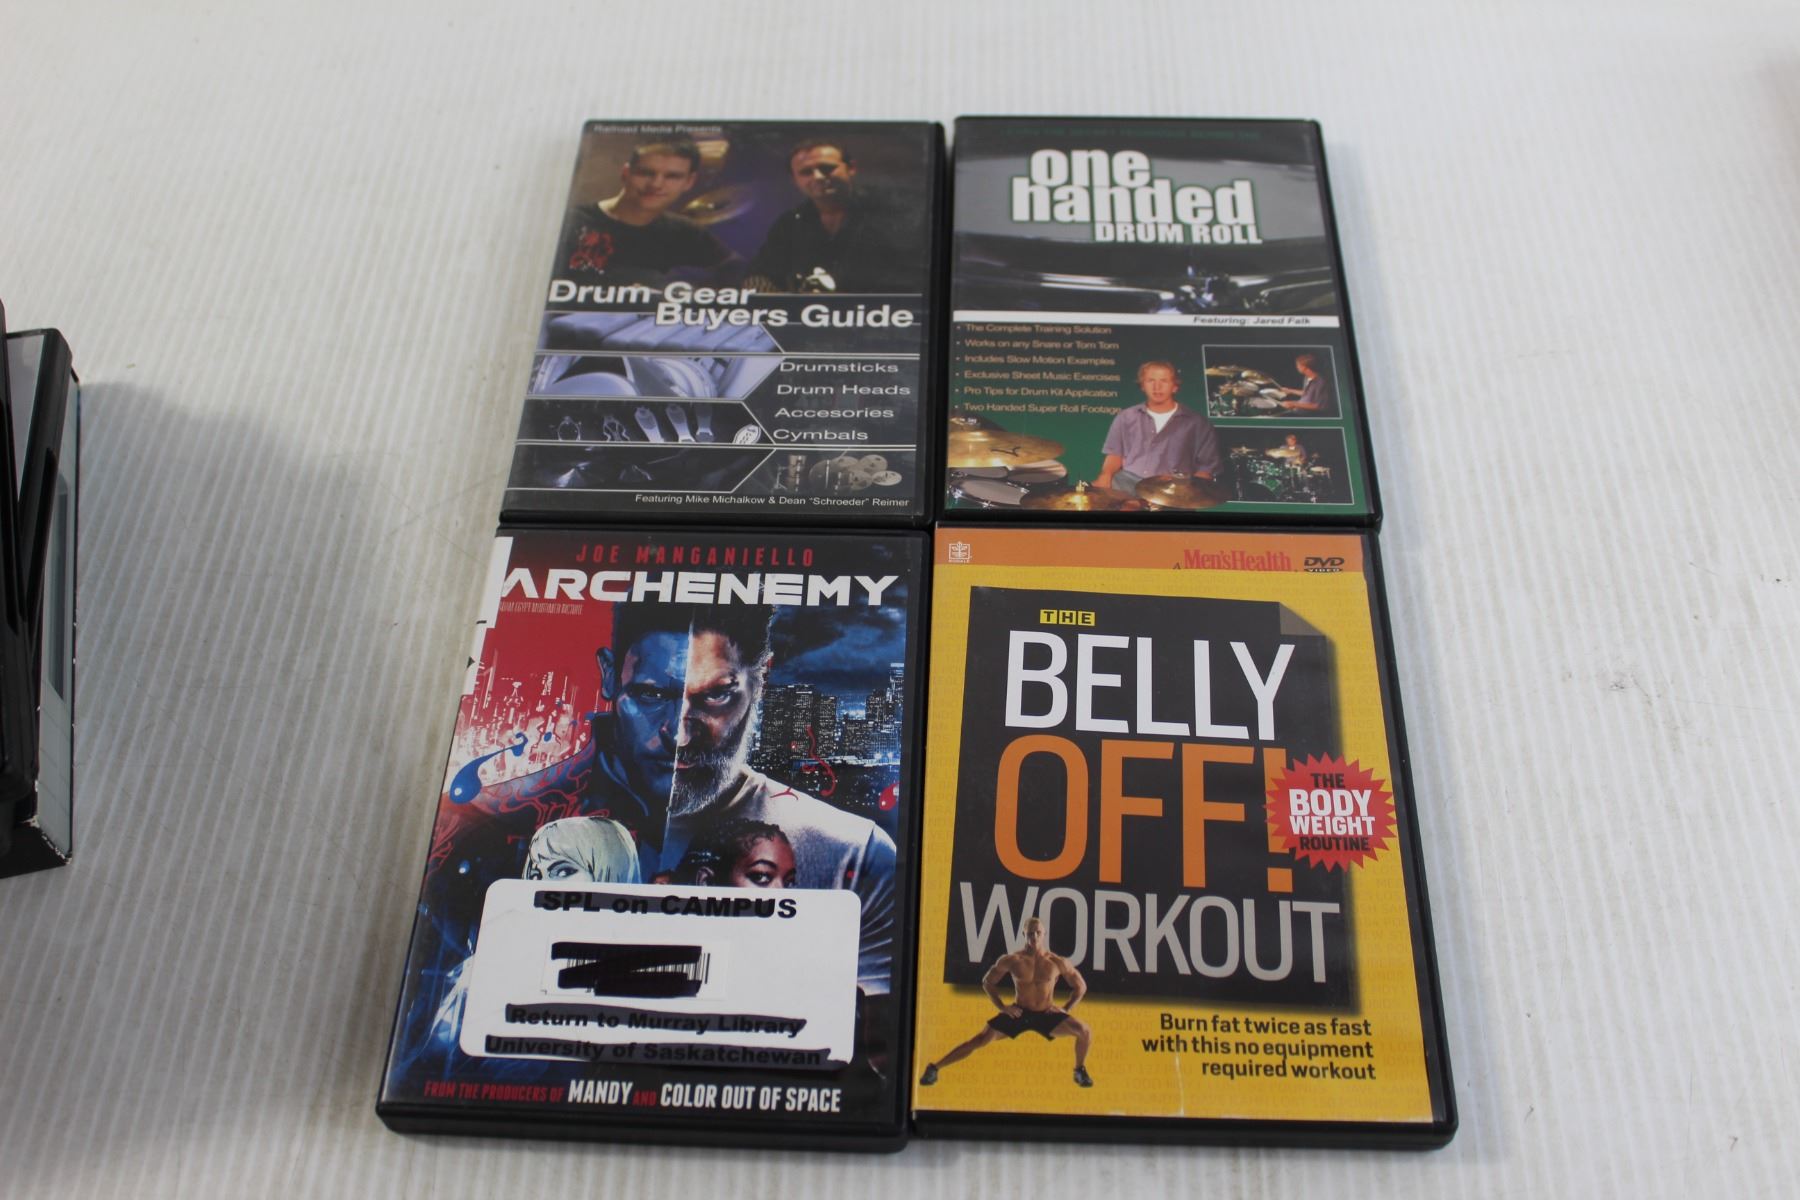 Railroad Media Presents
Drum Gear
Buyers Guide
Drumsticks
Drum Heads
Accesories
Cymbals
Featuring Mike Michalkow & Dean "Schroeder" Reimer
one
handed
DRUM ROLL
Featuring: Jared Falk
• The Complete Training Solution
• Works on any Snare or Tom Tom
• Includes Slow Motion Examples
• Exclusive Sheet Music Exercises
• Pro Tips for Drum Kit Application
• Two Handed Super Roll Footage
JOE MANGANIELLO
ARCHENEMY
SPL on CAMPUS
Return to Murray Library
University of Saskatchewan
FROM THE PRODUCERS OF MANDY AND COLOR OUT OF SPACE
RODALE
Men'sHealth
DVD
VIDEO
THE
BELLY
OFF!
WORKOUT
THE
BODY
WEIGHT
ROUTINE
Burn fat twice as fast
with this no equipment
required workout